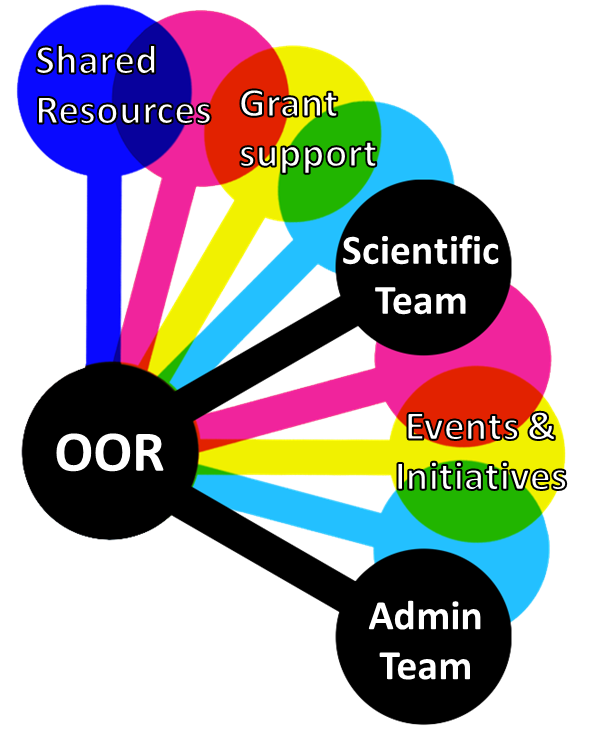 Shared
Resources
Grant
support
Scientific
Team
Events &
Initiatives
OOR
Admin
Team